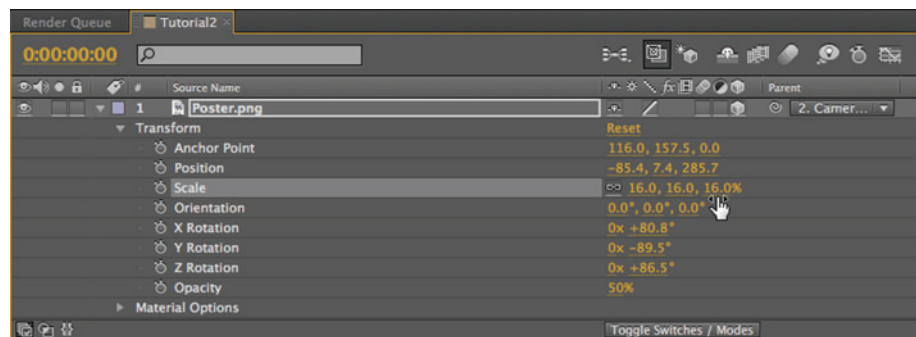 Render Queue Tutorial2 ×
0:00:00:00
# Source Name fx Parent
1 Poster.png 2. Camer...
Transform Reset
Anchor Point 116.0, 157.5, 0.0
Position -85.4, 7.4, 285.7
Scale 16.0, 16.0, 16.0%
Orientation 0.0°, 0.0°, 0.0°
X Rotation 0x +80.8°
Y Rotation 0x -89.5°
Z Rotation 0x +86.5°
Opacity 50%
Material Options
Toggle Switches / Modes